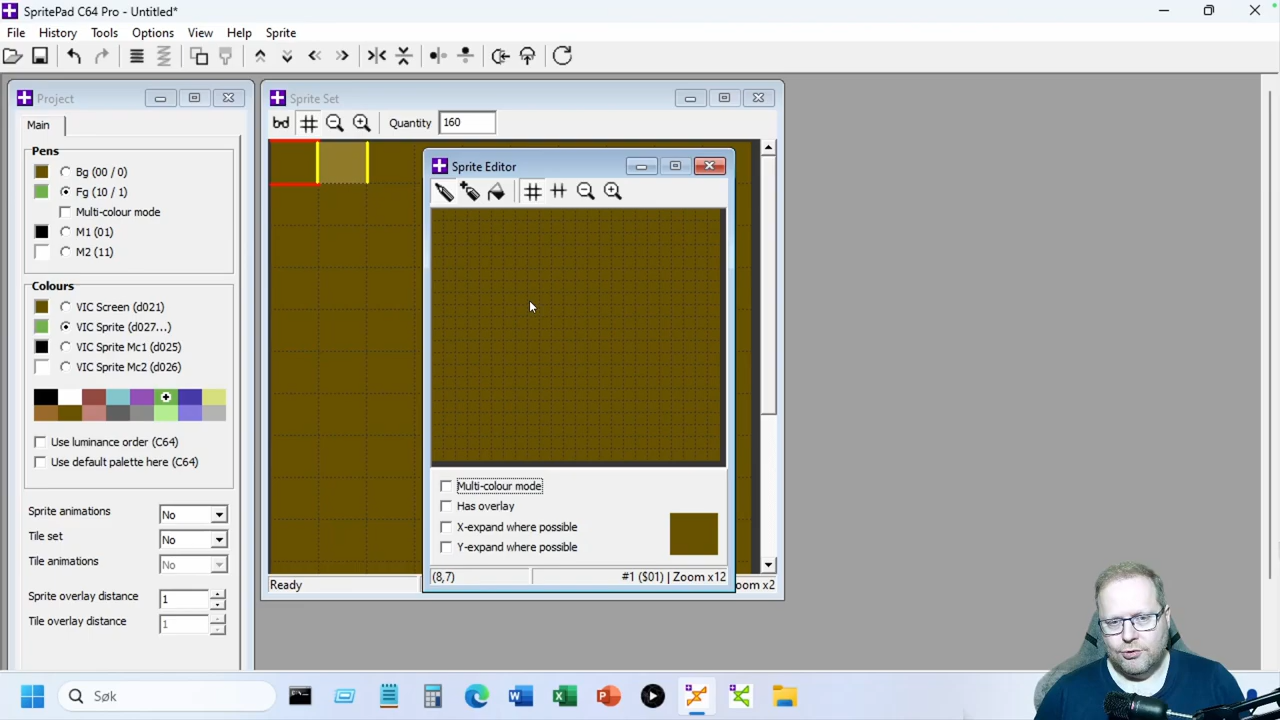 SpritePad C64 Pro - Untitled*
File History Tools Options View Help Sprite
Project
Main
Pens
Bg (00 / 0)
Fg (10 / 1)
Multi-colour mode
M1 (01)
M2 (11)
Colours
VIC Screen (d021)
VIC Sprite (d027...)
VIC Sprite Mc1 (d025)
VIC Sprite Mc2 (d026)
Use luminance order (C64)
Use default palette here (C64)
Sprite animations No
Tile set No
Tile animations No
Sprite overlay distance 1
Tile overlay distance 1
Sprite Set
Quantity 160
Ready
oom x2
Sprite Editor
Multi-colour mode
Has overlay
X-expand where possible
Y-expand where possible
(8,7) #1 ($01) | Zoom x12
Søk